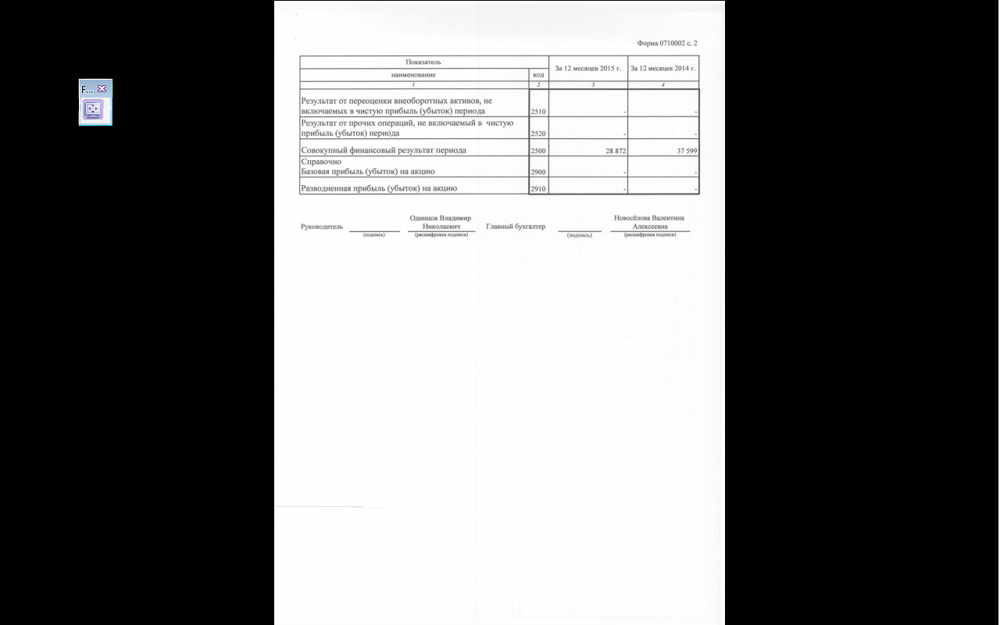 Форма 0710002 с. 2
Показатель
За 12 месяцев 2015 г.
За 12 месяцев 2014 г.
наименование
код
1
2
3
4
Результат от переоценки внеоборотных активов, не
включаемых в чистую прибыль (убыток) периода
2510
-
-
Результат от прочих операций, не включаемый в чистую
прибыль (убыток) периода
2520
-
-
Совокупный финансовый результат периода
2500
28 872
37 599
Справочно
Базовая прибыль (убыток) на акцию
2900
-
-
Разводненная прибыль (убыток) на акцию
2910
-
-
Руководитель
(подпись)
Одинцов Владимир
Николаевич
(расшифровка подписи)
Главный бухгалтер
(подпись)
Новосёлова Валентина
Алексеевна
(расшифровка подписи)
F...